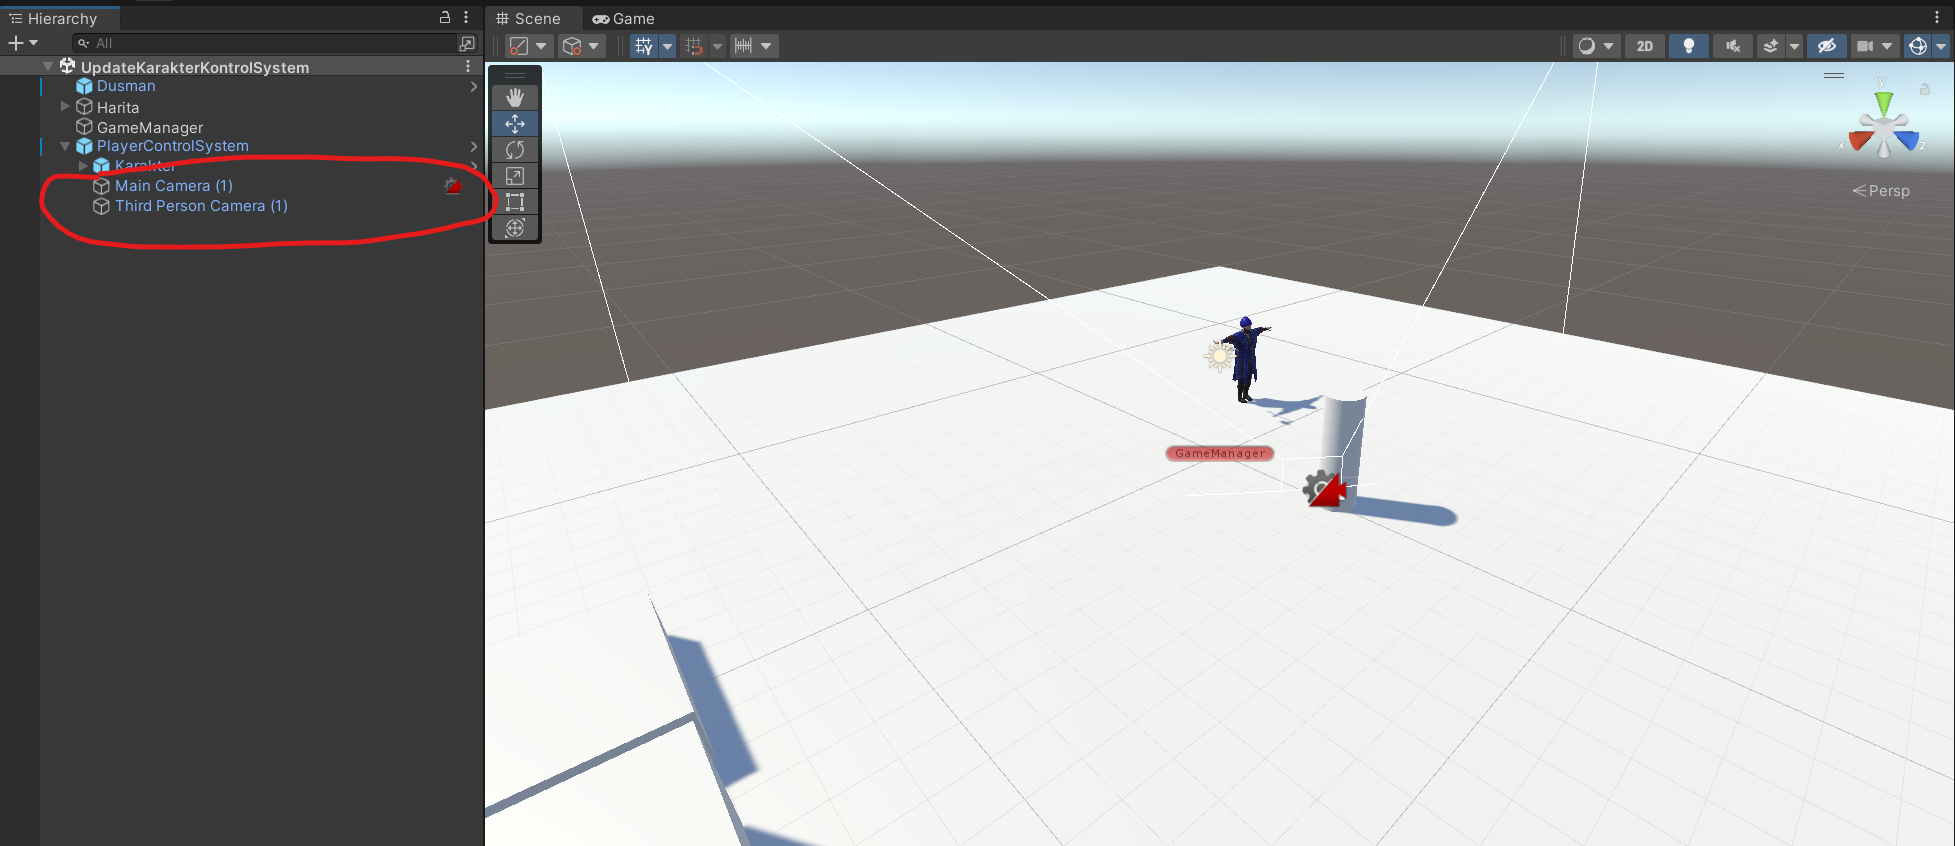 Hierarchy
All
UpdateKarakterKontrolSystem
Dusman
Harita
GameManager
PlayerControlSystem
Karakter
Main Camera (1)
Third Person Camera (1)
Scene
Game
2D
y
x
z
Persp
GameManager